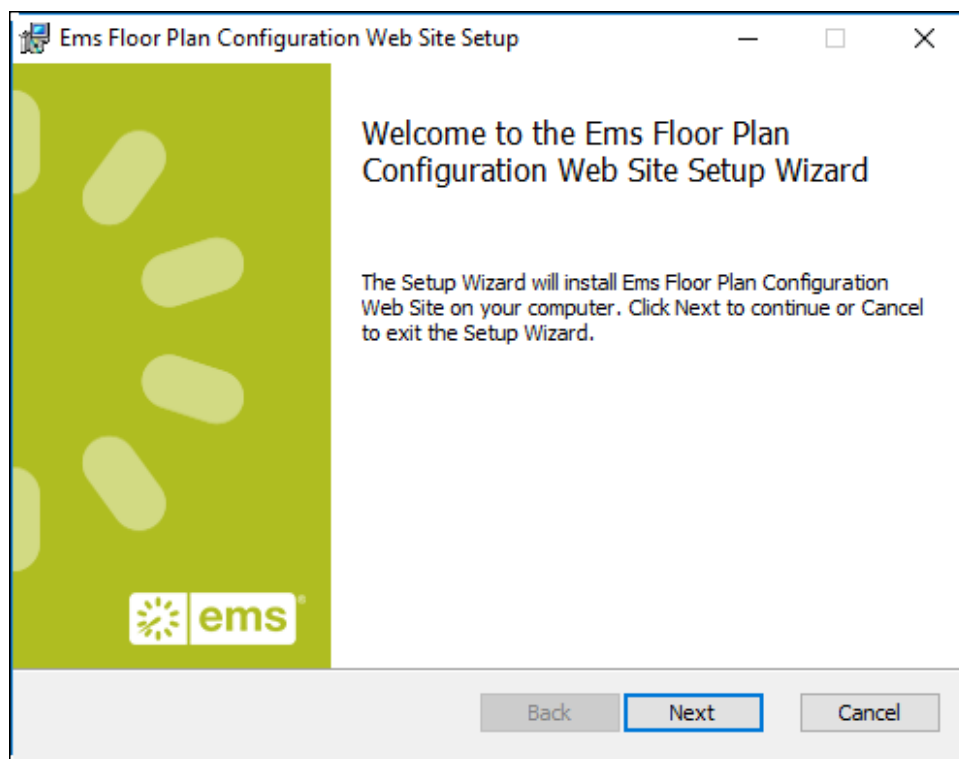 Ems Floor Plan Configuration Web Site Setup
Welcome to the Ems Floor Plan
Configuration Web Site Setup Wizard
The Setup Wizard will install Ems Floor Plan Configuration
Web Site on your computer. Click Next to continue or Cancel
to exit the Setup Wizard.
ems®
Back
Next
Cancel